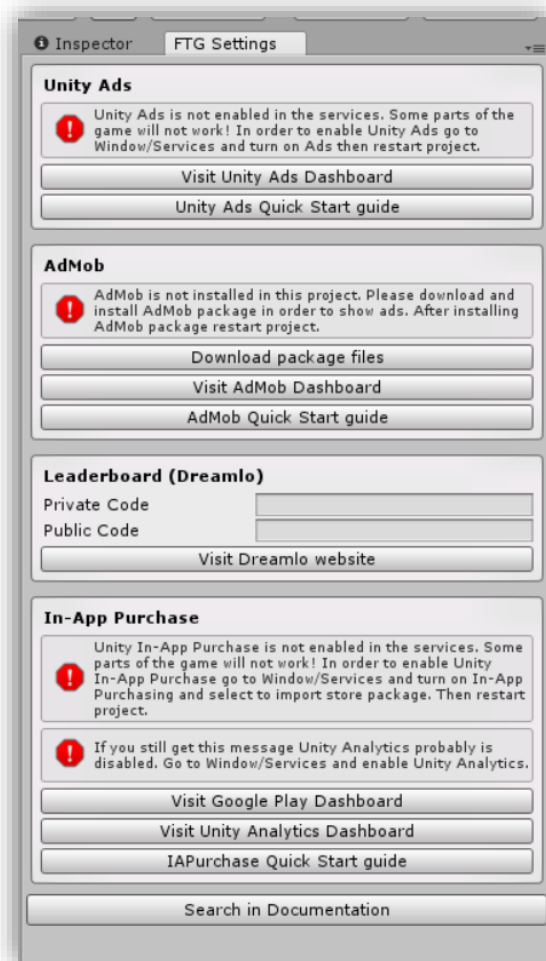 Inspector
FTG Settings
Unity Ads
Unity Ads is not enabled in the services. Some parts of the
game will not work! In order to enable Unity Ads go to
Window/Services and turn on Ads then restart project.
Visit Unity Ads Dashboard
Unity Ads Quick Start guide
AdMob
AdMob is not installed in this project. Please download and
install AdMob package in order to show ads. After installing
AdMob package restart project.
Download package files
Visit AdMob Dashboard
AdMob Quick Start guide
Leaderboard (Dreamlo)
Private Code
Public Code
Visit Dreamlo website
In-App Purchase
Unity In-App Purchase is not enabled in the services. Some
parts of the game will not work! In order to enable Unity
In-App Purchase go to Window/Services and turn on In-App
Purchasing and select to import store package. Then restart
project.
If you still get this message Unity Analytics probably is
disabled. Go to Window/Services and enable Unity Analytics.
Visit Google Play Dashboard
Visit Unity Analytics Dashboard
IAPurchase Quick Start guide
Search in Documentation